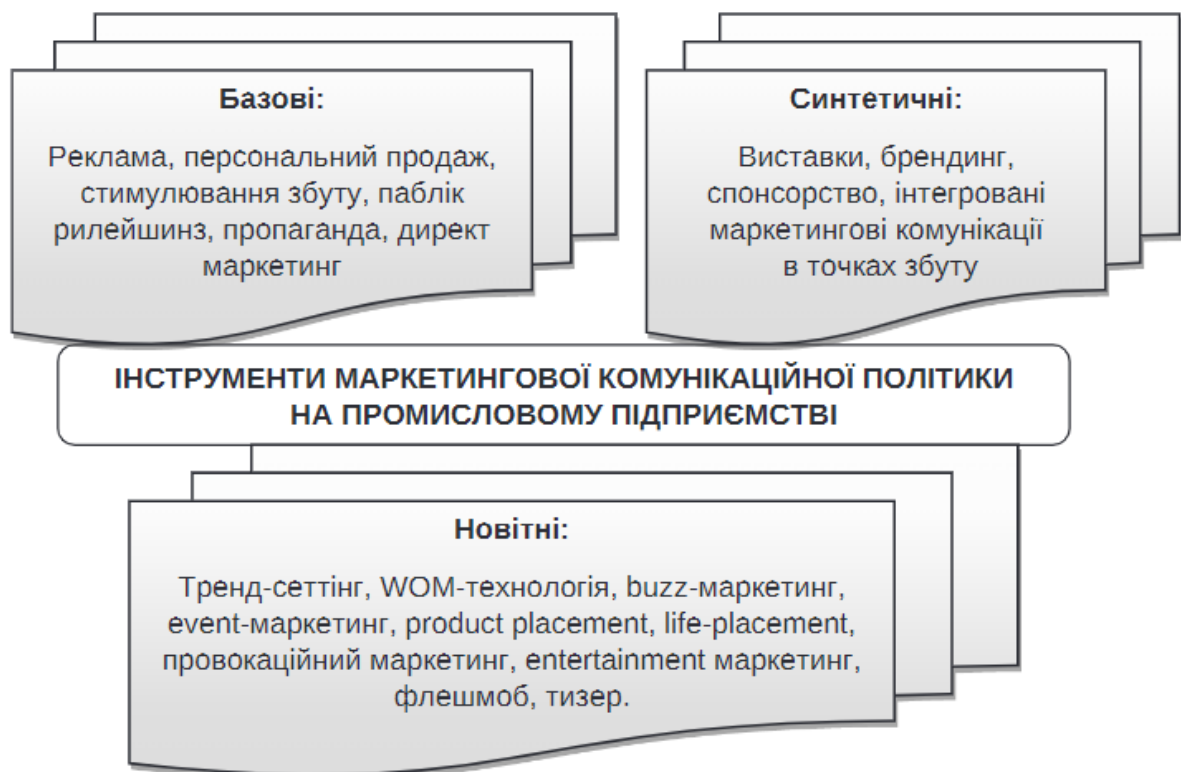 Базові:
Реклама, персональний продаж,
стимулювання збуту, паблік
рилейшинз, пропаганда, директ
маркетинг
Синтетичні:
Виставки, брендинг,
спонсорство, інтегровані
маркетингові комунікації
в точках збуту
ІНСТРУМЕНТИ МАРКЕТИНГОВОЇ КОМУНІКАЦІЙНОЇ ПОЛІТИКИ
НА ПРОМИСЛОВОМУ ПІДПРИЄМСТВІ
Новітні:
Тренд-сеттінг, WOM-технологія, buzz-маркетинг,
event-маркетинг, product placement, life-placement,
провокаційний маркетинг, entertainment маркетинг,
флешмоб, тизер.